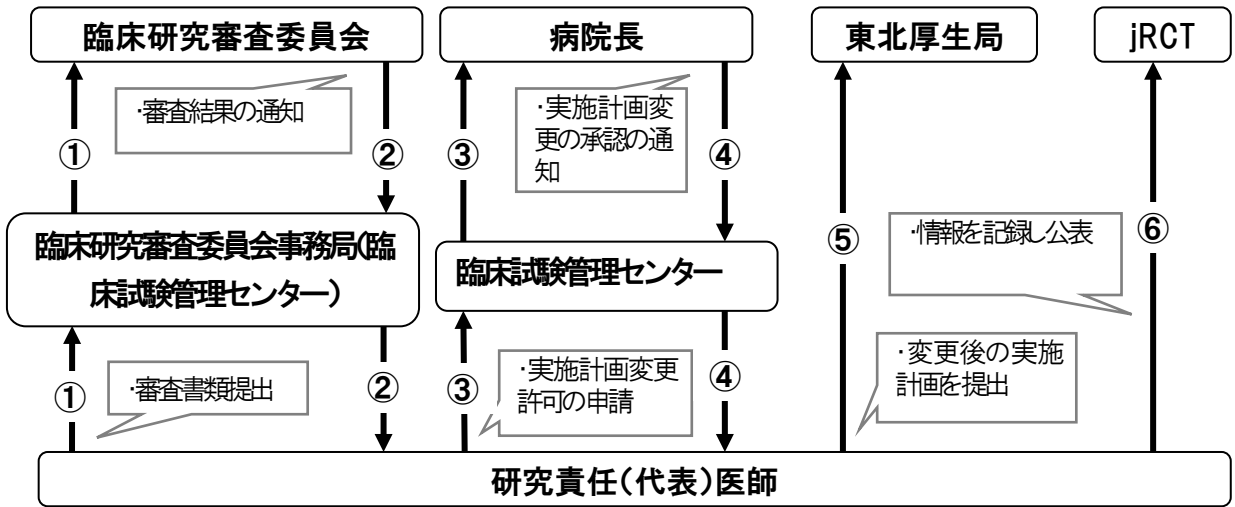 臨床研究審査委員会
病院長
東北厚生局
jRCT
・審査結果の通知
・実施計画変
更の承認の通
知
①
②
③
④
臨床研究審査委員会事務局(臨
床試験管理センター)
臨床試験管理センター
⑤
・情報を記録し公表
⑥
①
・審査書類提出
②
③
・実施計画変更
許可の申請
④
・変更後の実施
計画を提出
研究責任(代表)医師